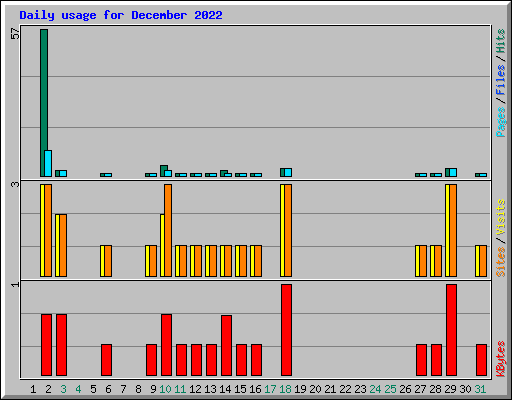 Daily usage for December 2022
57
3
1
Pages / Files / Hits
Sites / Visits
KBytes
1 2 3 4 5 6 7 8 9 10 11 12 13 14 15 16 17 18 19 20 21 22 23 24 25 26 27 28 29 30 31